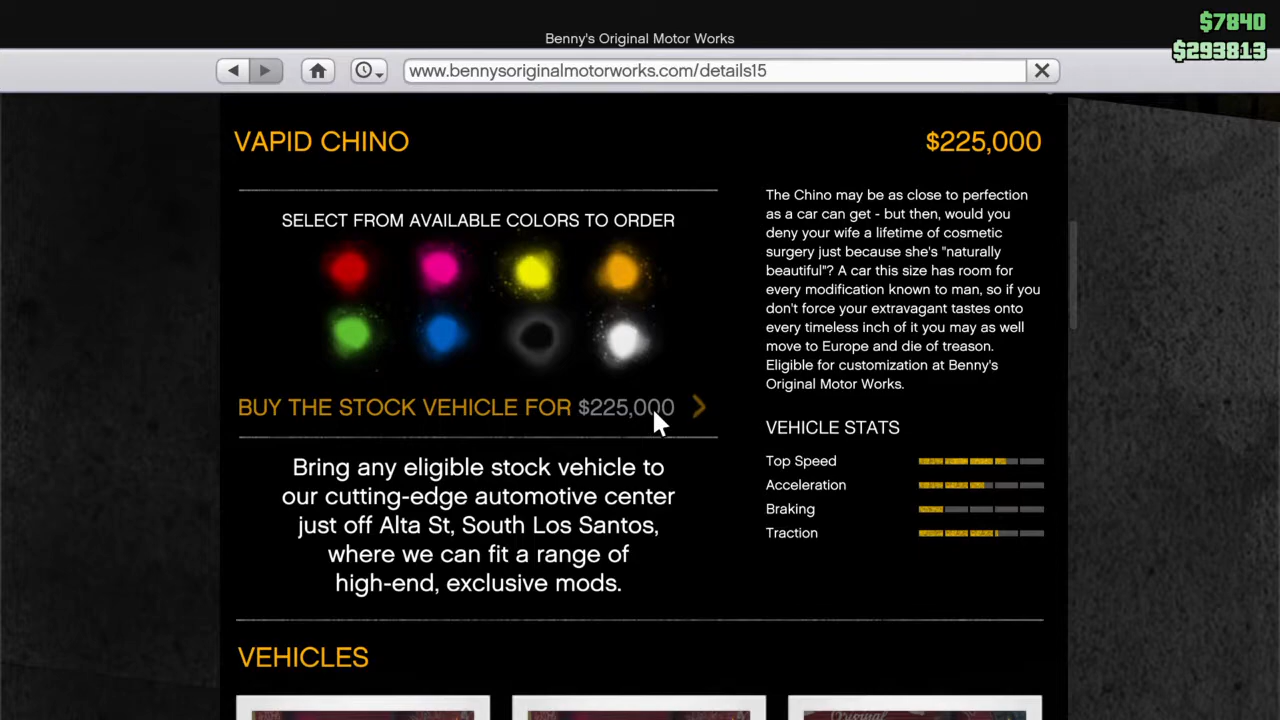 $7840
Benny's Original Motor Works
$293813
www.bennysoriginalmotorworks.com/details15
VAPID CHINO
$225,000
SELECT FROM AVAILABLE COLORS TO ORDER
BUY THE STOCK VEHICLE FOR $225,000
Bring any eligible stock vehicle to
our cutting-edge automotive center
just off Alta St, South Los Santos,
where we can fit a range of
high-end, exclusive mods.
The Chino may be as close to perfection
as a car can get - but then, would you
deny your wife a lifetime of cosmetic
surgery just because she's "naturally
beautiful"? A car this size has room for
every modification known to man, so if you
don't force your extravagant tastes onto
every timeless inch of it you may as well
move to Europe and die of treason.
Eligible for customization at Benny's
Original Motor Works.
VEHICLE STATS
Top Speed
Acceleration
Braking
Traction
VEHICLES
Original